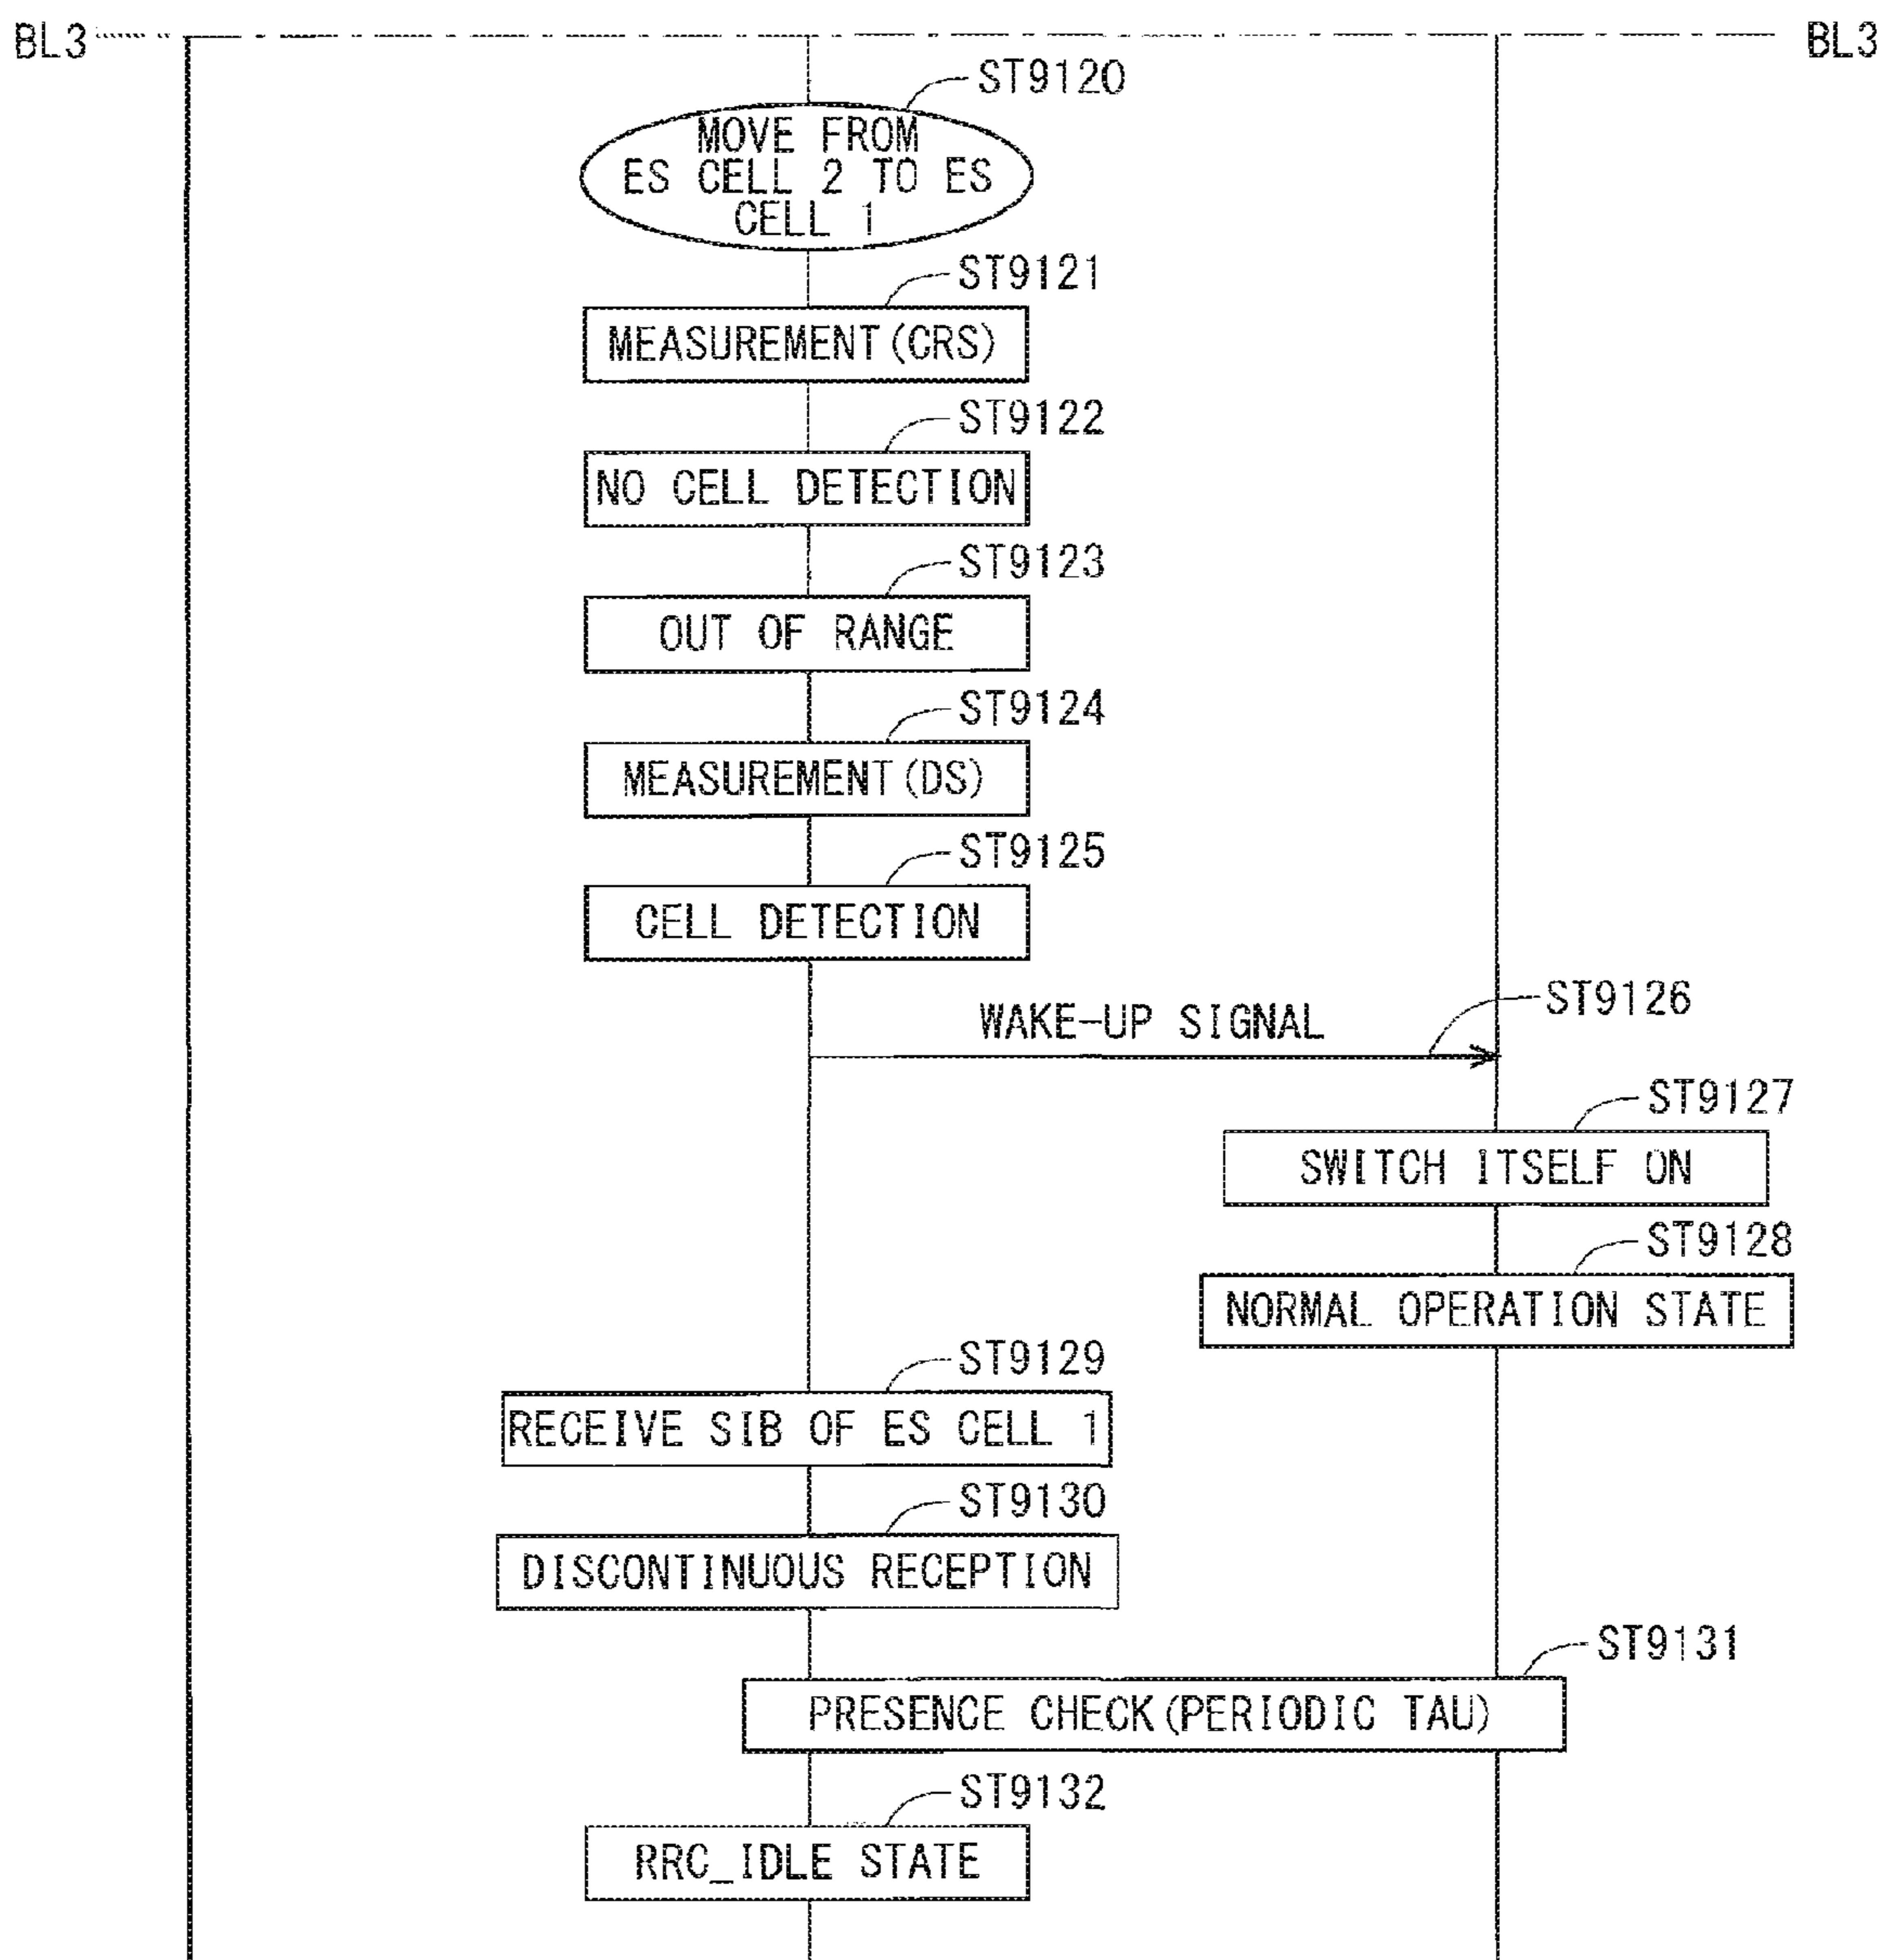 BL3
BL3
ST9120
MOVE FROM
ES CELL 2 TO ES
CELL 1
ST9121
MEASUREMENT(CRS)
ST9122
NO CELL DETECTION
ST9123
OUT OF RANGE
ST9124
MEASUREMENT(DS)
ST9125
CELL DETECTION
WAKE-UP SIGNAL
ST9126
ST9127
SWITCH ITSELF ON
ST9128
NORMAL OPERATION STATE
ST9129
RECEIVE SIB OF ES CELL 1
ST9130
DISCONTINUOUS RECEPTION
ST9131
PRESENCE CHECK(PERIODIC TAU)
ST9132
RRC_IDLE STATE